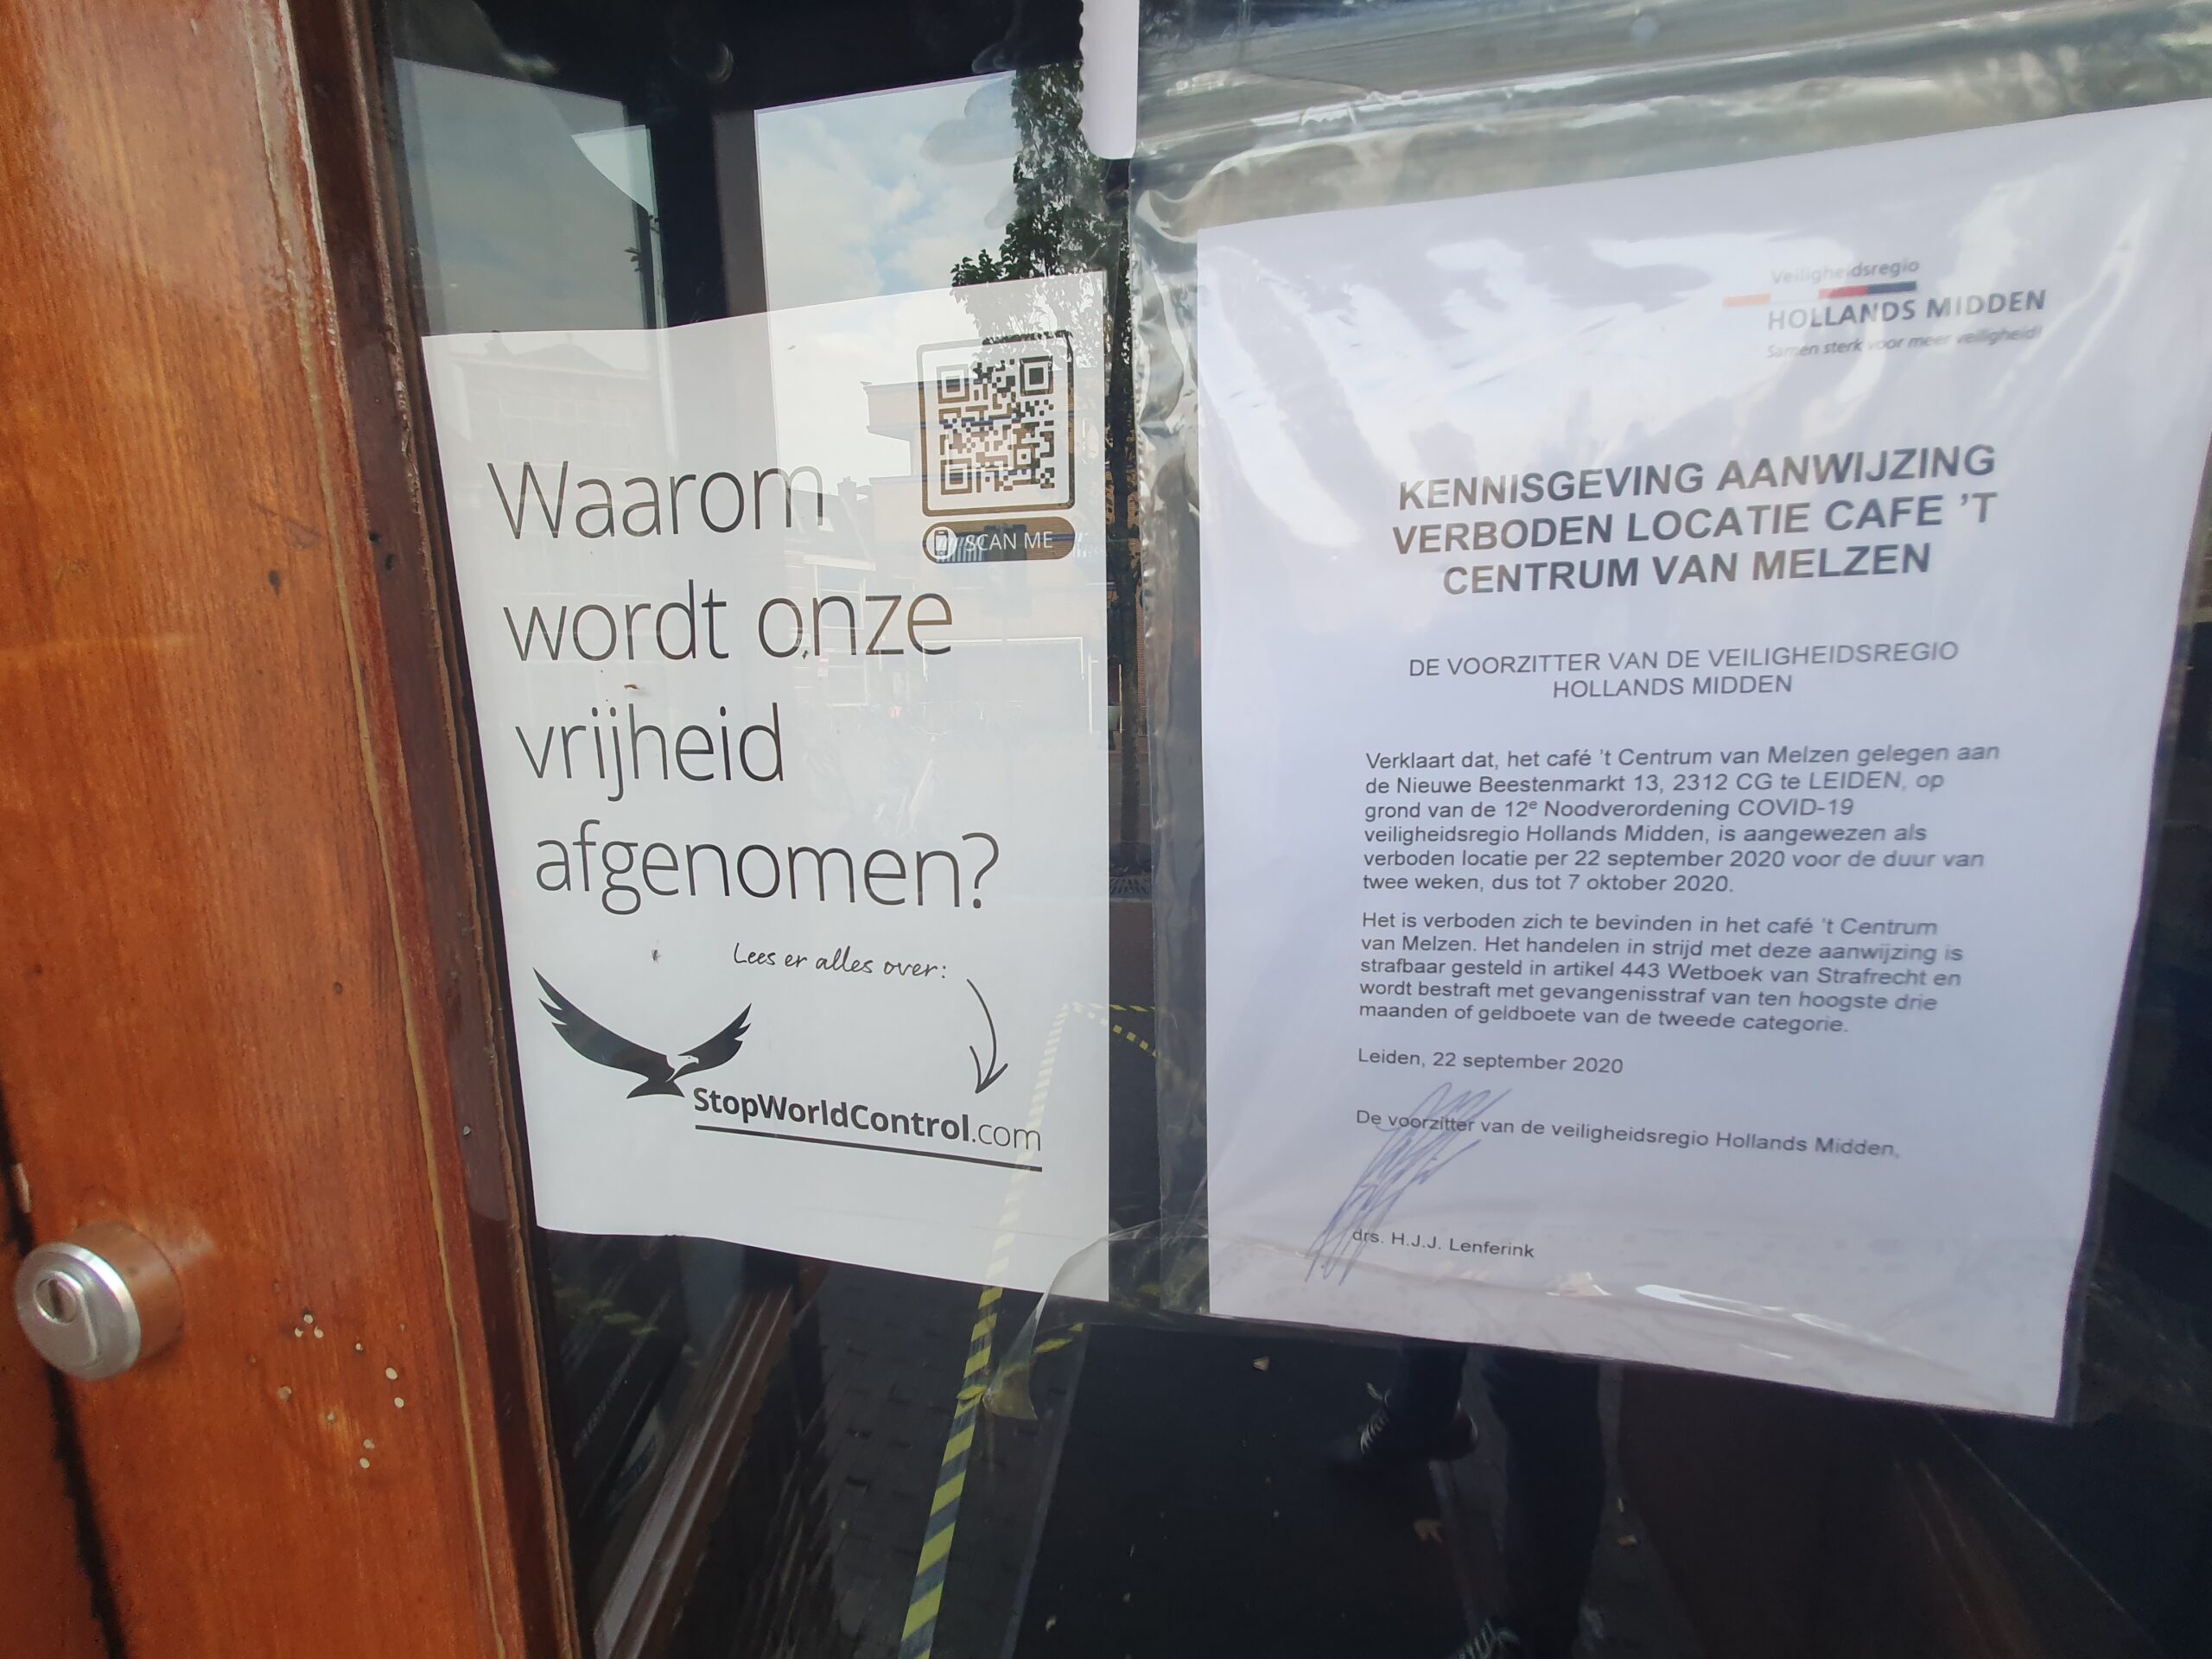 Waarom
wordt onze
vrijheid
afgenomen?
SCAN ME
Lees er alles over:
StopWorldControl.com
Veiligheidsregio
HOLLANDS MIDDEN
Samen sterk voor meer veiligheid!
KENNISGEVING AANWIJZING
VERBODEN LOCATIE CAFE 'T
CENTRUM VAN MELZEN
DE VOORZITTER VAN DE VEILIGHEIDSREGIO
HOLLANDS MIDDEN
Verklaart dat, het café 't Centrum van Melzen gelegen aan
de Nieuwe Beestenmarkt 13, 2312 CG te LEIDEN, op
grond van de 12e Noodverordening COVID-19
veiligheidsregio Hollands Midden, is aangewezen als
verboden locatie per 22 september 2020 voor de duur van
twee weken, dus tot 7 oktober 2020.
Het is verboden zich te bevinden in het café 't Centrum
van Melzen. Het handelen in strijd met deze aanwijzing is
strafbaar gesteld in artikel 443 Wetboek van Strafrecht en
wordt bestraft met gevangenisstraf van ten hoogste drie
maanden of geldboete van de tweede categorie.
Leiden, 22 september 2020
De voorzitter van de veiligheidsregio Hollands Midden,
drs. H.J.J. Lenferink